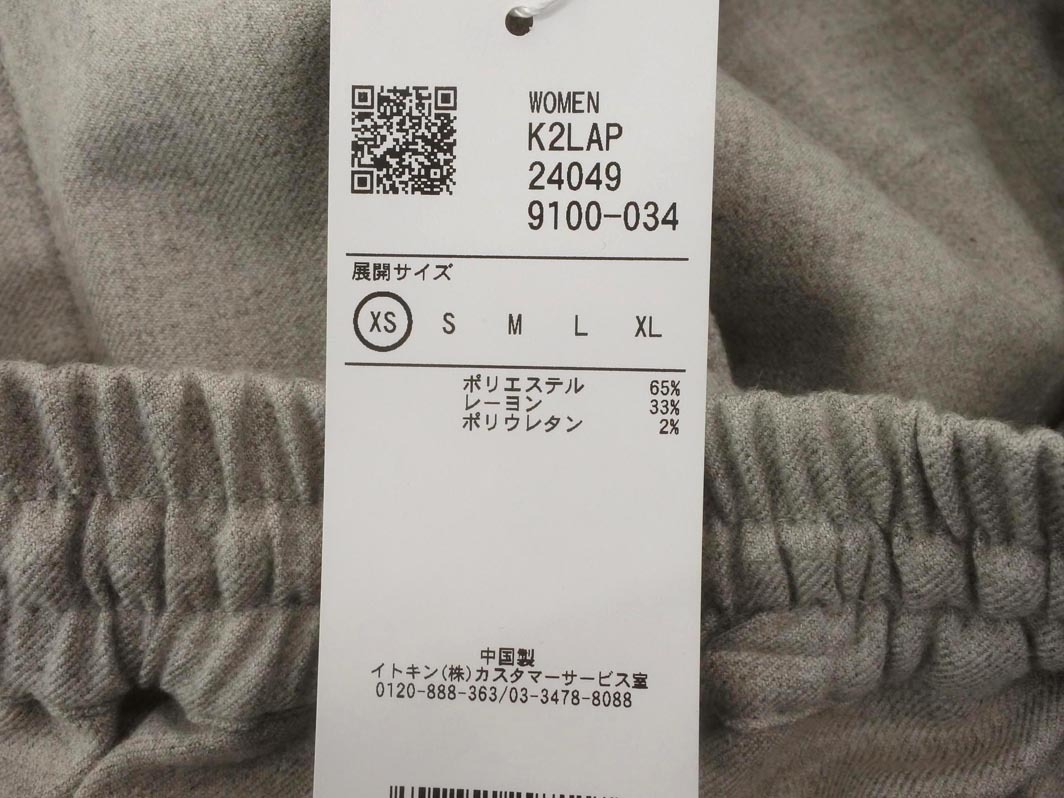 WOMEN
K2LAP
24049
9100-034
展開サイズ
XS S M L XL
ポリエステル 65%
レーヨン 33%
ポリウレタン 2%
中国製
イトキン(株)カスタマーサービス室
0120-888-363/03-3478-8088